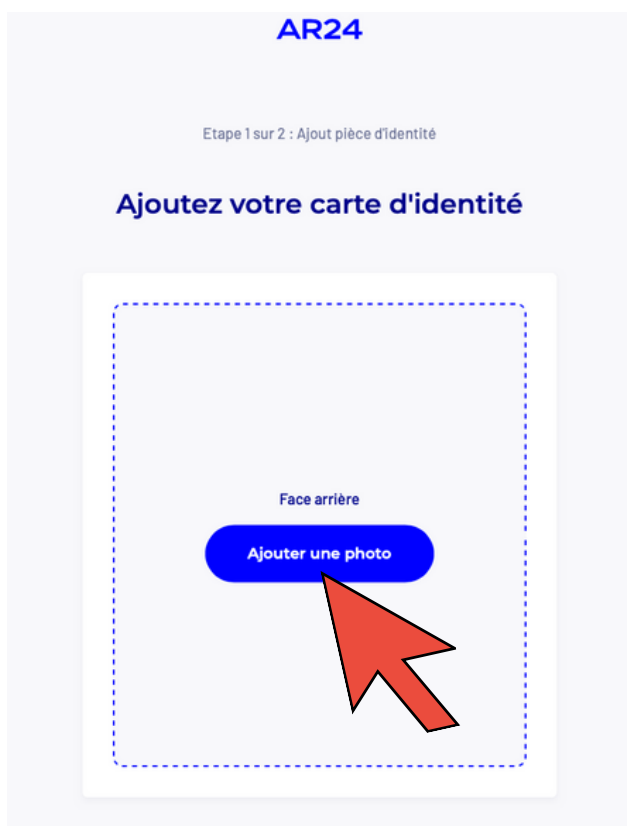 AR24
Etape 1 sur 2 : Ajout pièce d'identité
Ajoutez votre carte d'identité
Face arrière
Ajouter une photo